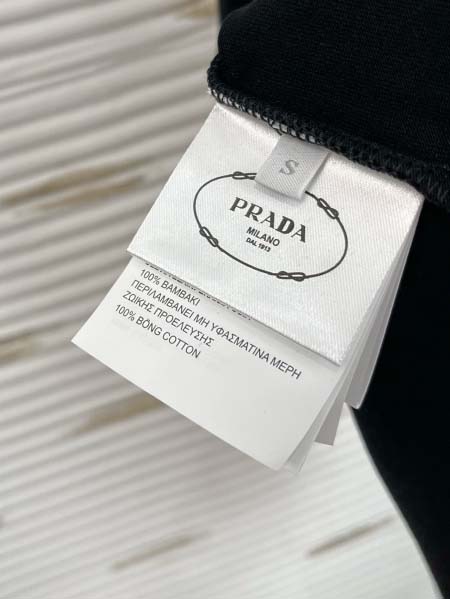 S
PRADA
MILANO
DAL 1913
100% ΒΑΜΒΑΚΙ
ΠΕΡΙΛΑΜΒΑΝΕΙ ΜΗ ΥΦΑΣΜΑΤΙΝΑ ΜΕΡΗ
ΖΩΙΚΗΣ ΠΡΟΕΛΕΥΣΗΣ
100% BÔNG COTTON